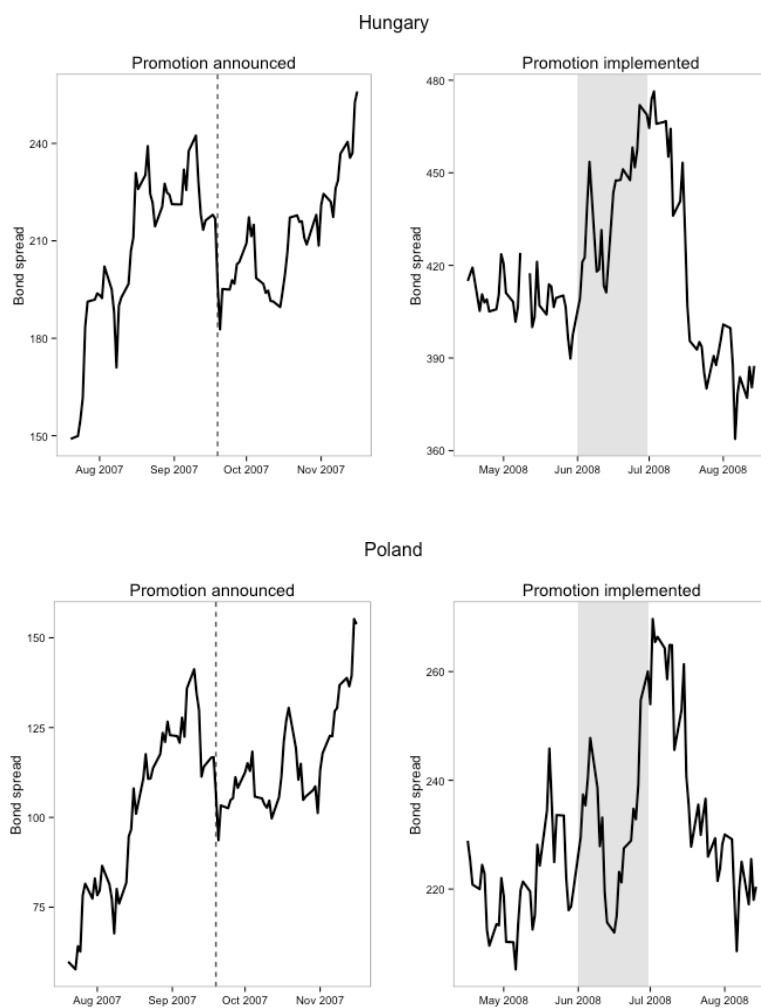 Hungary
Promotion announced
Promotion implemented
Bond spread
240
210
180
150
Aug 2007 Sep 2007 Oct 2007 Nov 2007
Bond spread
480
450
420
390
360
May 2008 Jun 2008 Jul 2008 Aug 2008
Poland
Promotion announced
Promotion implemented
Bond spread
150
125
100
75
Aug 2007 Sep 2007 Oct 2007 Nov 2007
Bond spread
260
240
220
May 2008 Jun 2008 Jul 2008 Aug 2008